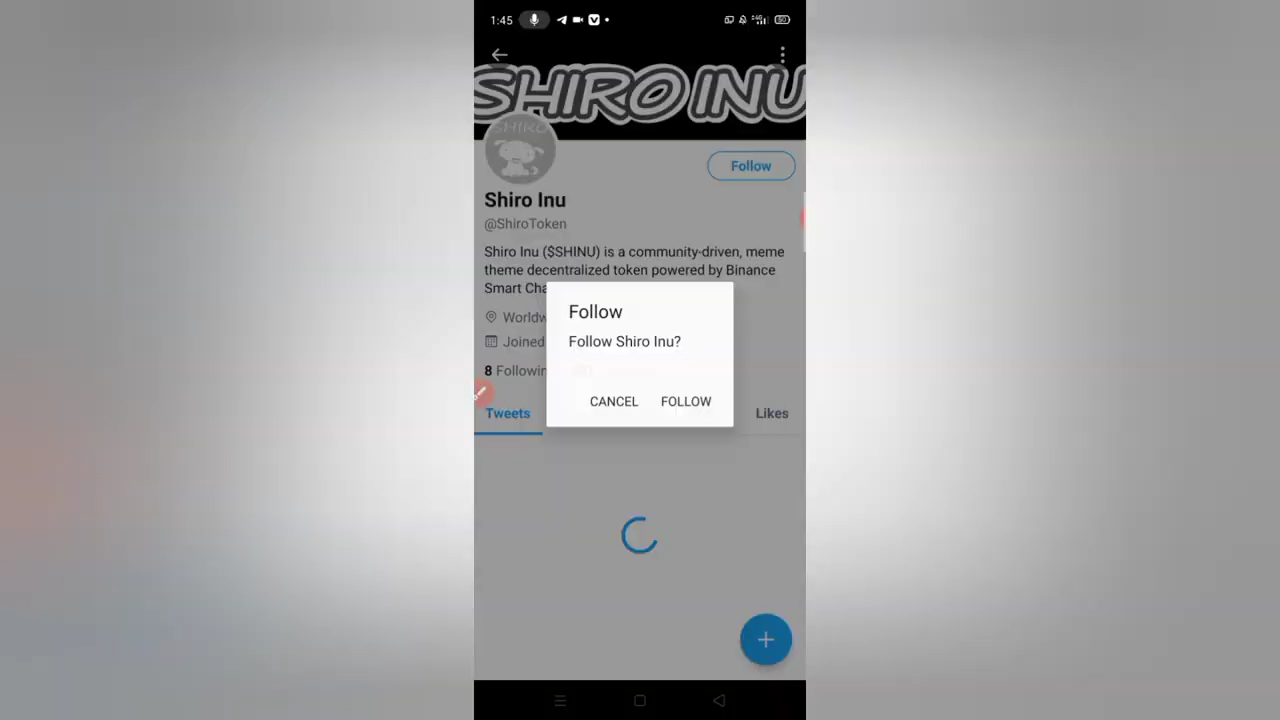 1:45
SHIRO INU
SHIRO
Follow
Shiro Inu
@ShiroToken
Shiro Inu ($SHINU) is a community-driven, meme
theme decentralized token powered by Binance
Smart Cha
Worldw
Joined
8 Followin
Follow
Follow Shiro Inu?
CANCEL FOLLOW
Tweets Likes